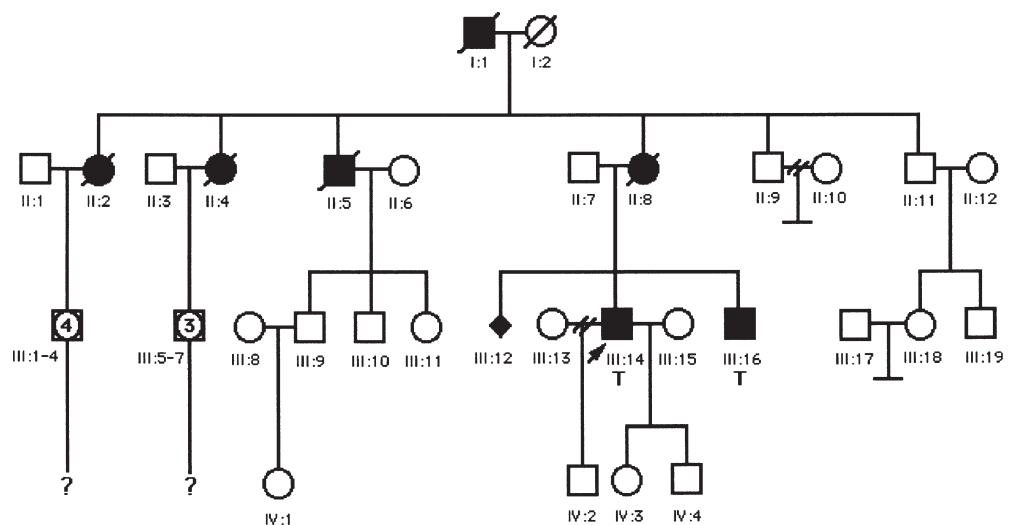 I:1 I:2
II:1 II:2 II:3 II:4 II:5 II:6 II:7 II:8 II:9 II:10 II:11 II:12
4 3
III:1-4 III:5-7 III:8 III:9 III:10 III:11 III:12 III:13 III:14 III:15 III:16 III:17 III:18 III:19
T T
? ?
IV:1 IV:2 IV:3 IV:4